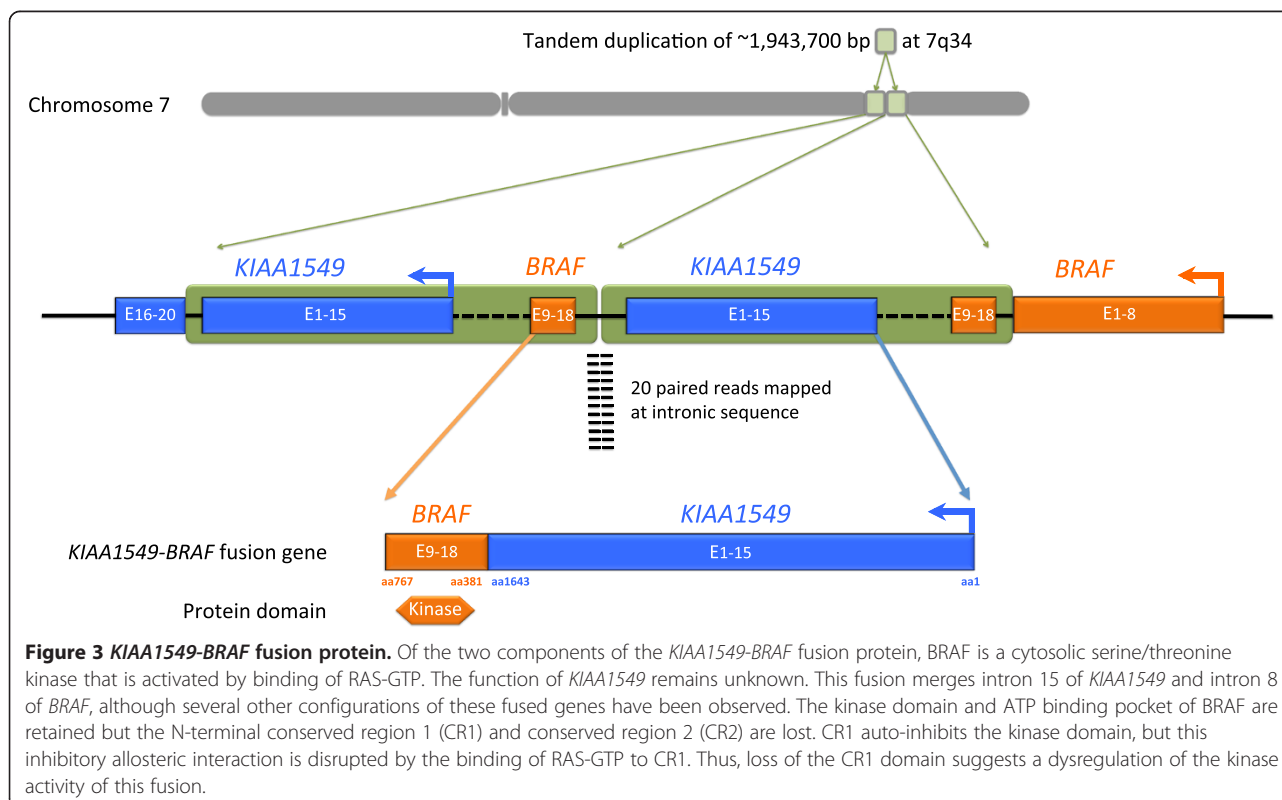 Tandem duplication of ~1,943,700 bp at 7q34
Chromosome 7
KIAA1549 BRAF KIAA1549 BRAF
E16-20 E1-15 E9-18 E1-15 E9-18 E1-8
20 paired reads mapped
at intronic sequence
BRAF KIAA1549
KIAA1549-BRAF fusion gene E9-18 E1-15
aa767 aa381 aa1643 aa1
Protein domain Kinase
Figure 3 KIAA1549-BRAF fusion protein. Of the two components of the KIAA1549-BRAF fusion protein, BRAF is a cytosolic serine/threonine
kinase that is activated by binding of RAS-GTP. The function of KIAA1549 remains unknown. This fusion merges intron 15 of KIAA1549 and intron 8
of BRAF, although several other configurations of these fused genes have been observed. The kinase domain and ATP binding pocket of BRAF are
retained but the N-terminal conserved region 1 (CR1) and conserved region 2 (CR2) are lost. CR1 auto-inhibits the kinase domain, but this
inhibitory allosteric interaction is disrupted by the binding of RAS-GTP to CR1. Thus, loss of the CR1 domain suggests a dysregulation of the kinase
activity of this fusion.